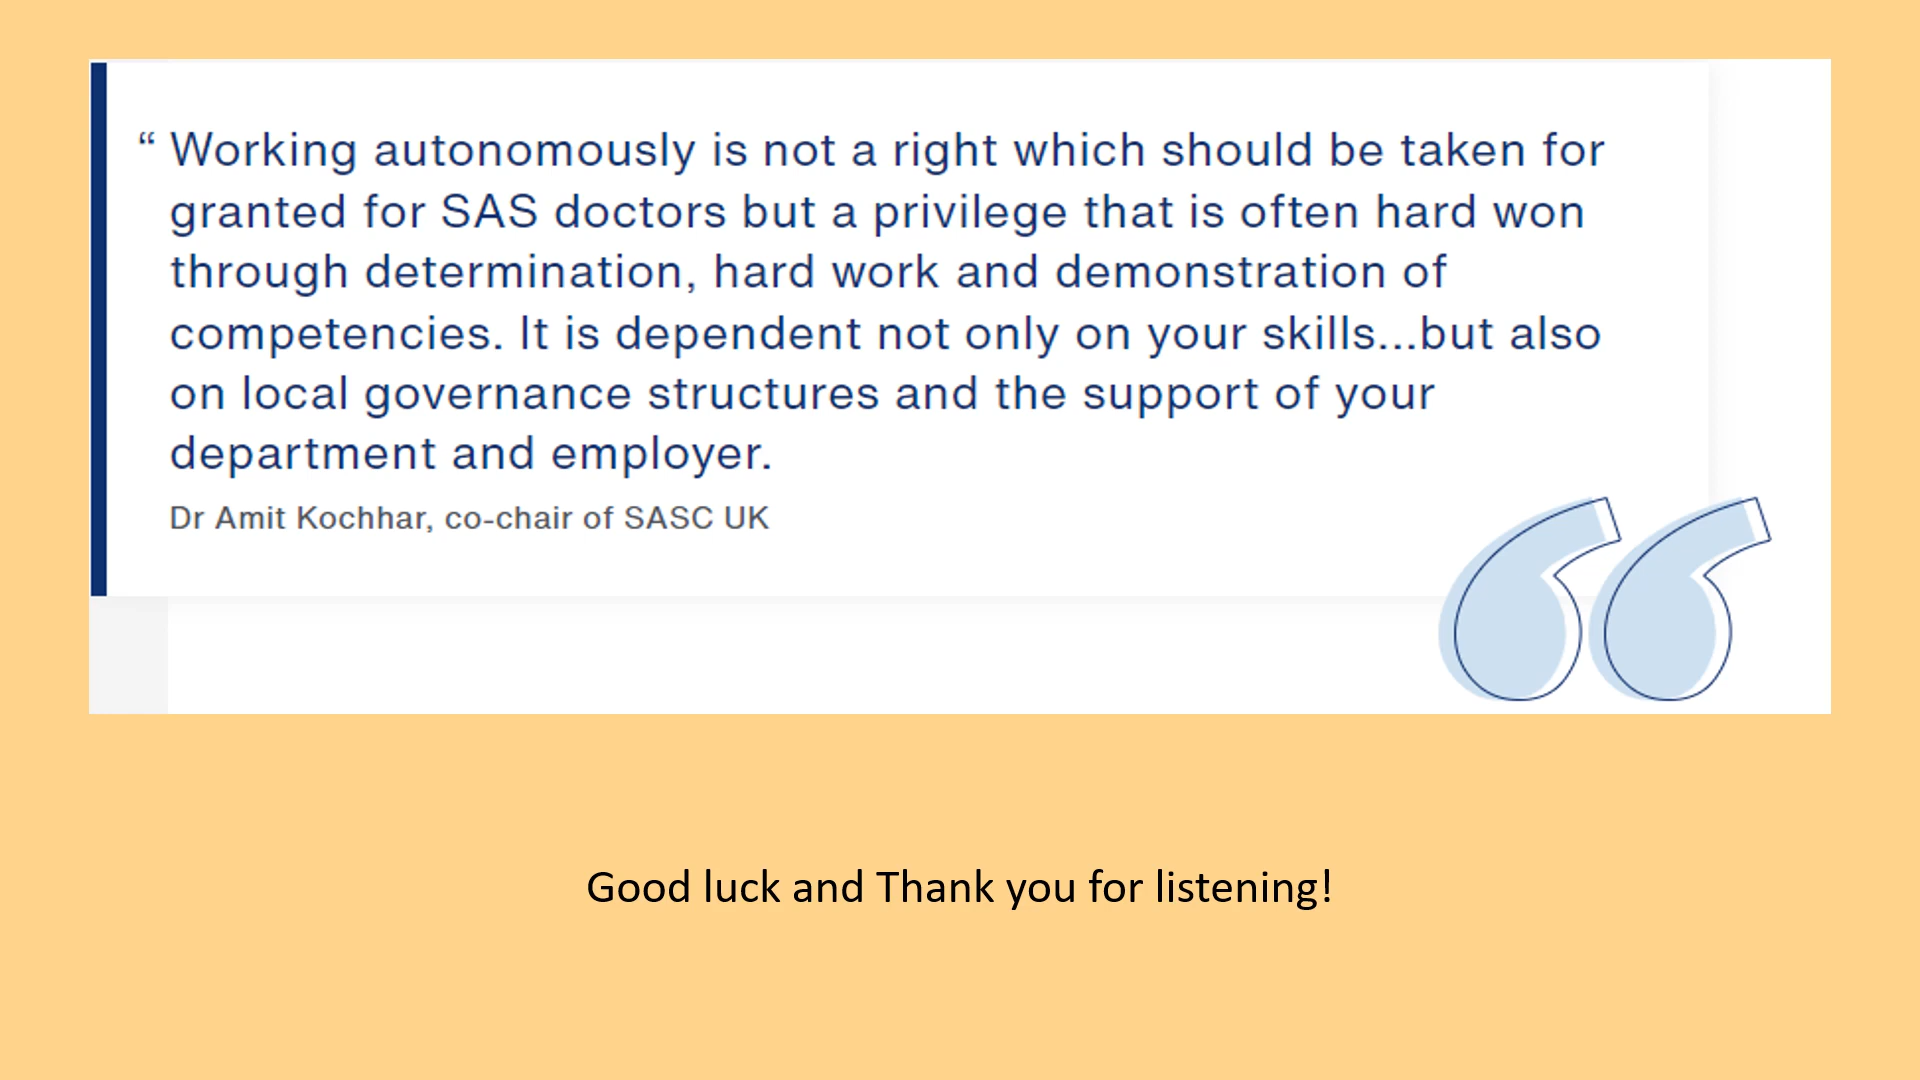 “ Working autonomously is not a right which should be taken for
granted for SAS doctors but a privilege that is often hard won
through determination, hard work and demonstration of
competencies. It is dependent not only on your skills...but also
on local governance structures and the support of your
department and employer.
Dr Amit Kochhar, co-chair of SASC UK
Good luck and Thank you for listening!